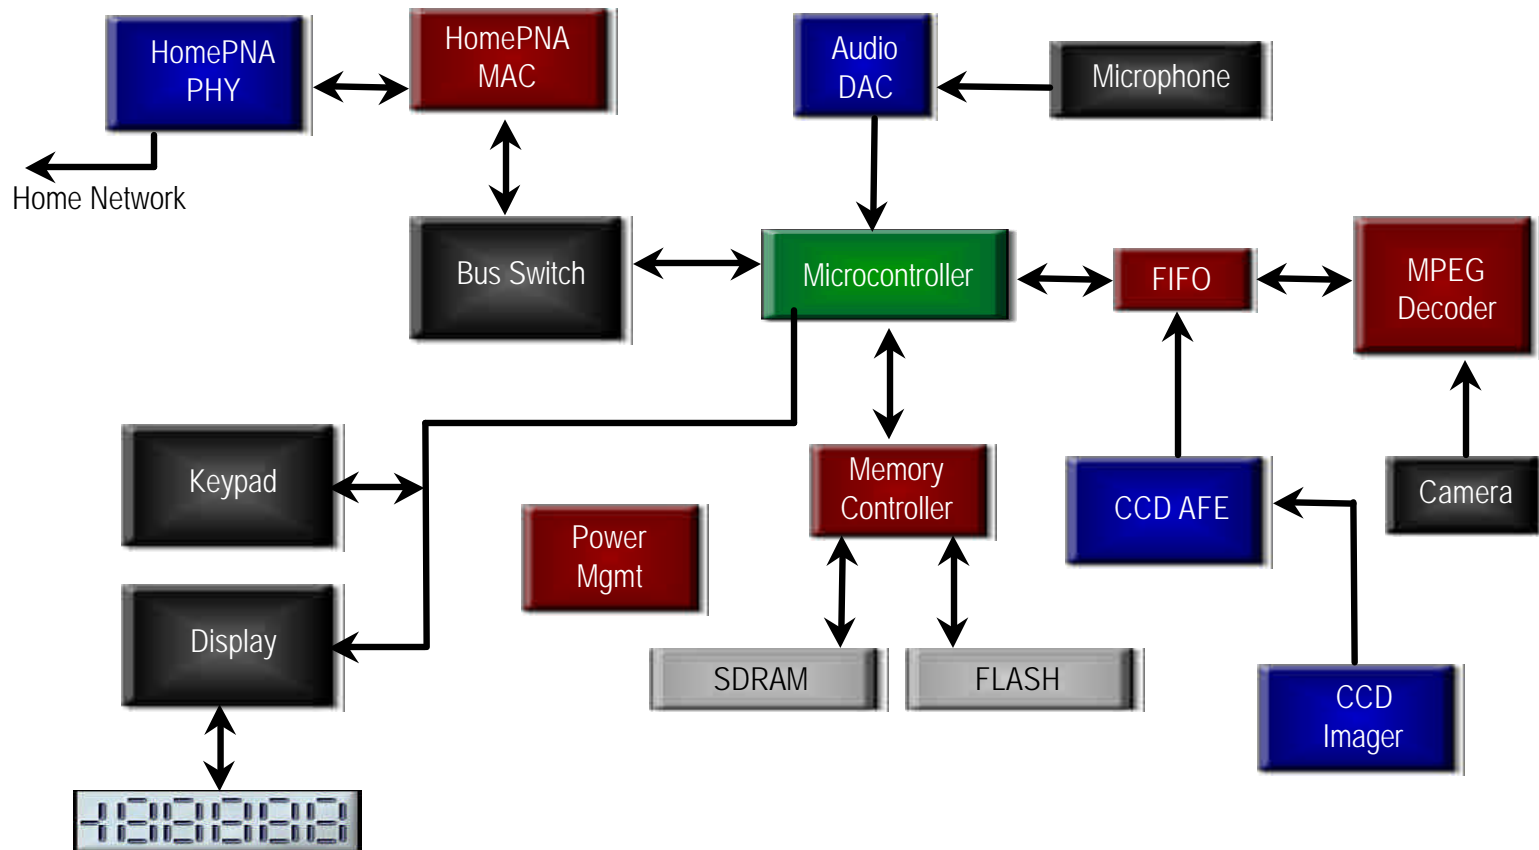 HomePNA
PHY
HomePNA
MAC
Audio
DAC
Microphone
Home Network
Bus Switch
Microcontroller
FIFO
MPEG
Decoder
Keypad
Memory
Controller
CCD AFE
Camera
Power
Mgmt
Display
SDRAM
FLASH
CCD
Imager
-188888